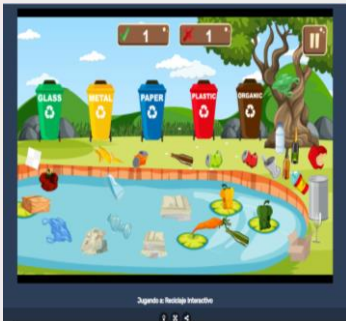 1
1
GLASS
METAL
PAPER
PLASTIC
ORGANIC
Jugando a: Reciclaje Interactivo